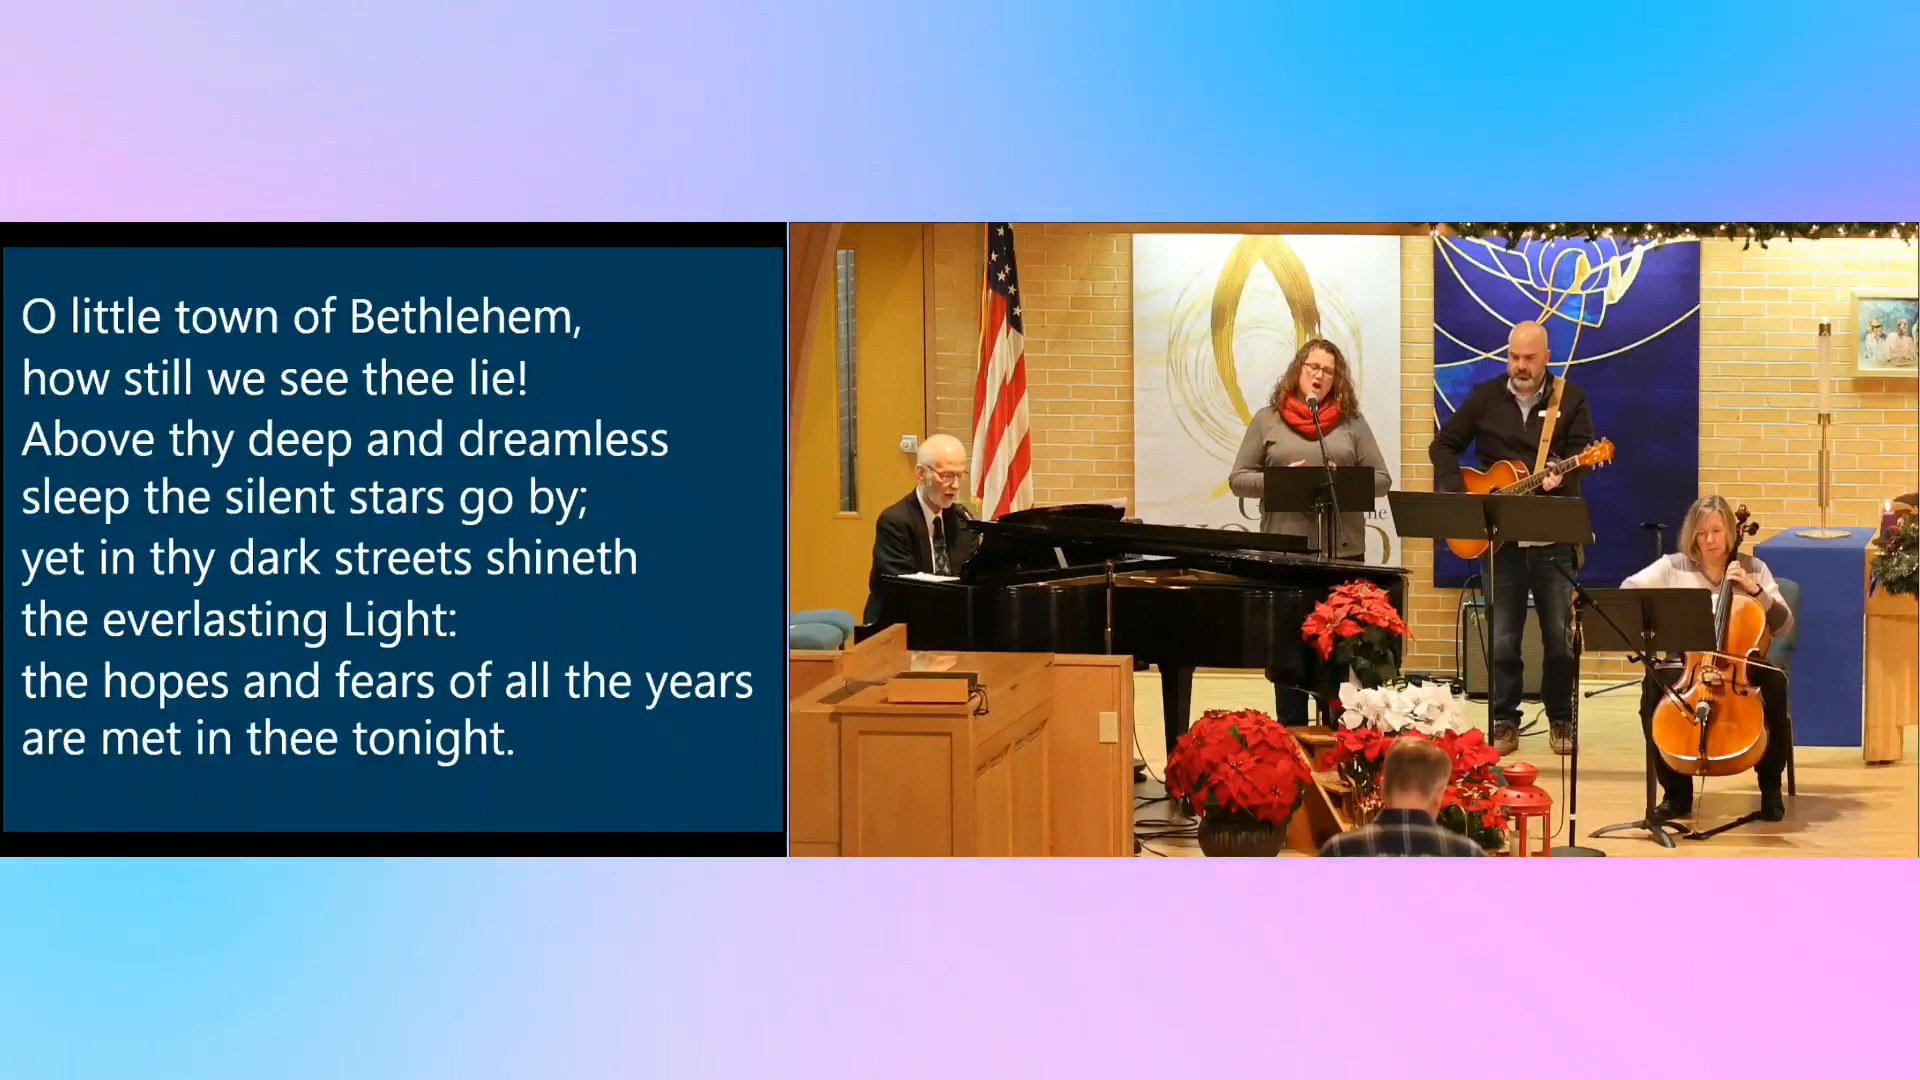 O little town of Bethlehem,
how still we see thee lie!
Above thy deep and dreamless
sleep the silent stars go by;
yet in thy dark streets shineth
the everlasting Light:
the hopes and fears of all the years
are met in thee tonight.
the